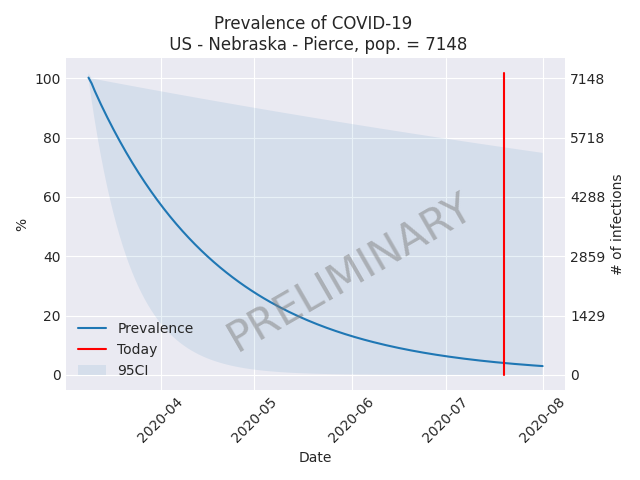 Prevalence of COVID-19
US - Nebraska - Pierce, pop. = 7148
100
80
60
40
20
0
%
7148
5718
4288
2859
1429
0
# of infections
PRELIMINARY
Prevalence
Today
95CI
2020-04
2020-05
2020-06
2020-07
2020-08
Date